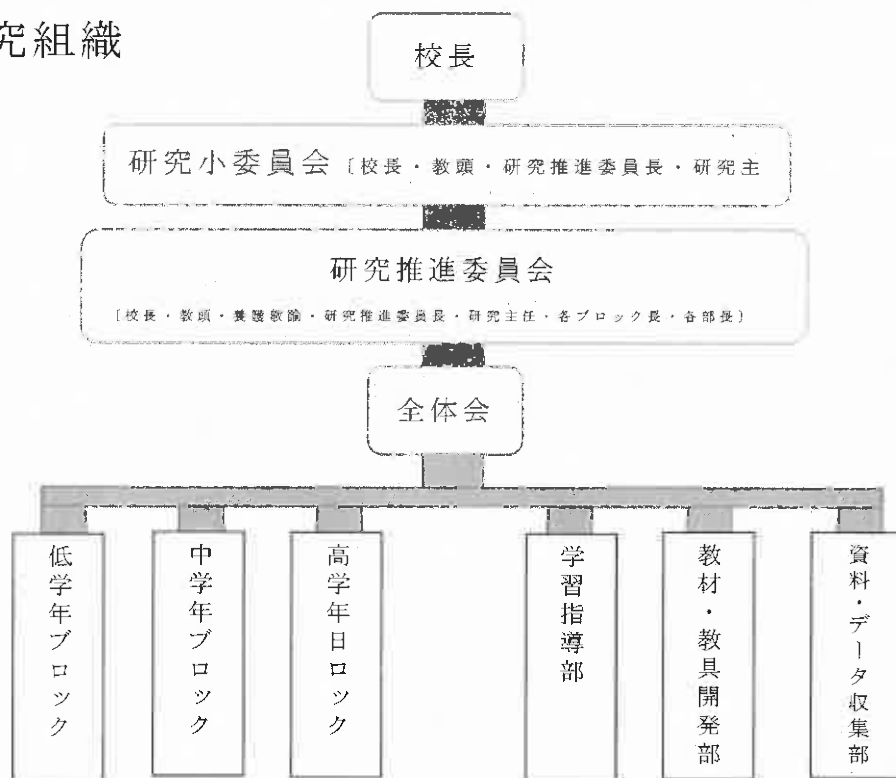 究組織
校長
研究小委員会〔校長・教頭・研究推進委員長・研究主
研究推進委員会
〔校長・教頭・養護教諭・研究推進委員長・研究主任・各ブロック長・各部長〕
全体会
低学年ブロック
中学年ブロック
高学年日ロック
学習指導部
教材・教具開発部
資料・データ収集部